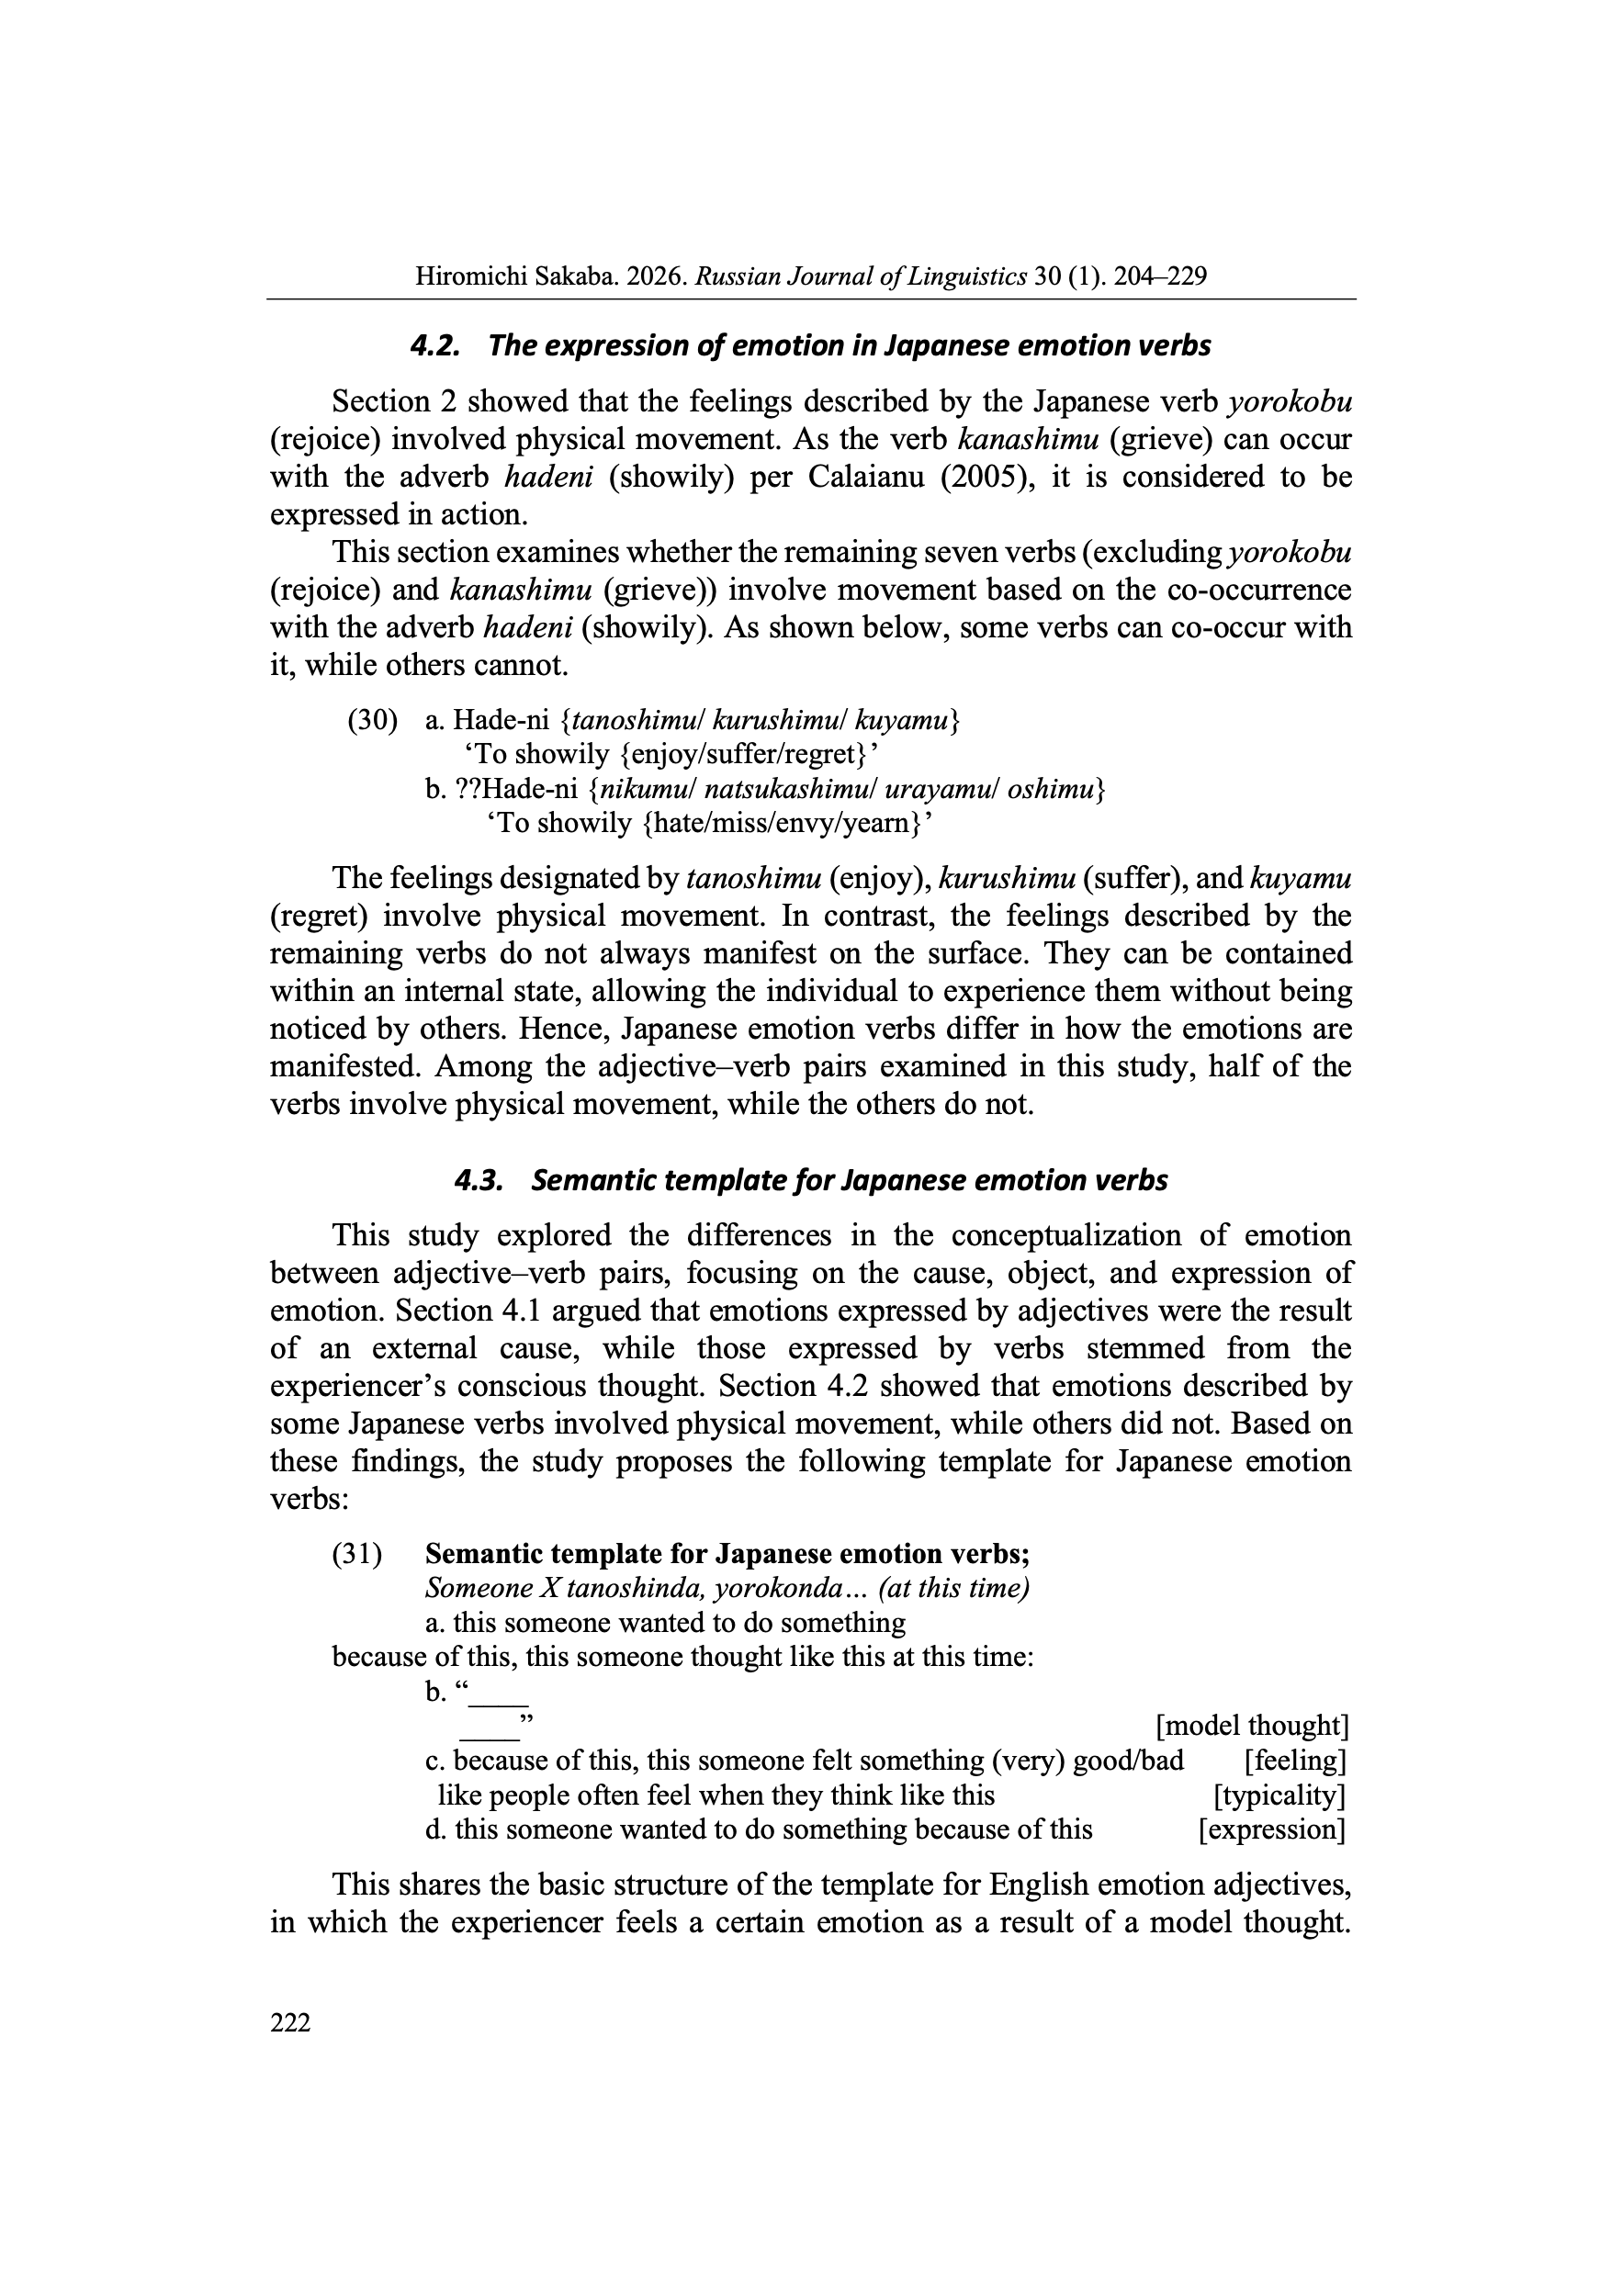 Hiromichi Sakaba. 2026. Russian Journal of Linguistics 30 (1). 204–229
4.2. The expression of emotion in Japanese emotion verbs
Section 2 showed that the feelings described by the Japanese verb yorokobu
(rejoice) involved physical movement. As the verb kanashimu (grieve) can occur
with the adverb hadeni (showily) per Calaianu (2005), it is considered to be
expressed in action.
This section examines whether the remaining seven verbs (excluding yorokobu
(rejoice) and kanashimu (grieve)) involve movement based on the co-occurrence
with the adverb hadeni (showily). As shown below, some verbs can co-occur with
it, while others cannot.
(30) a. Hade-ni {tanoshimu/ kurushimu/ kuyamu}
‘To showily {enjoy/suffer/regret}’
b. ??Hade-ni {nikumu/ natsukashimu/ urayamu/ oshimu}
‘To showily {hate/miss/envy/yearn}’
The feelings designated by tanoshimu (enjoy), kurushimu (suffer), and kuyamu
(regret) involve physical movement. In contrast, the feelings described by the
remaining verbs do not always manifest on the surface. They can be contained
within an internal state, allowing the individual to experience them without being
noticed by others. Hence, Japanese emotion verbs differ in how the emotions are
manifested. Among the adjective–verb pairs examined in this study, half of the
verbs involve physical movement, while the others do not.
4.3. Semantic template for Japanese emotion verbs
This study explored the differences in the conceptualization of emotion
between adjective–verb pairs, focusing on the cause, object, and expression of
emotion. Section 4.1 argued that emotions expressed by adjectives were the result
of an external cause, while those expressed by verbs stemmed from the
experiencer’s conscious thought. Section 4.2 showed that emotions described by
some Japanese verbs involved physical movement, while others did not. Based on
these findings, the study proposes the following template for Japanese emotion
verbs:
(31) Semantic template for Japanese emotion verbs;
Someone X tanoshinda, yorokonda… (at this time)
a. this someone wanted to do something
because of this, this someone thought like this at this time:
b. “____
____” [model thought]
c. because of this, this someone felt something (very) good/bad [feeling]
like people often feel when they think like this [typicality]
d. this someone wanted to do something because of this [expression]
This shares the basic structure of the template for English emotion adjectives,
in which the experiencer feels a certain emotion as a result of a model thought.
222